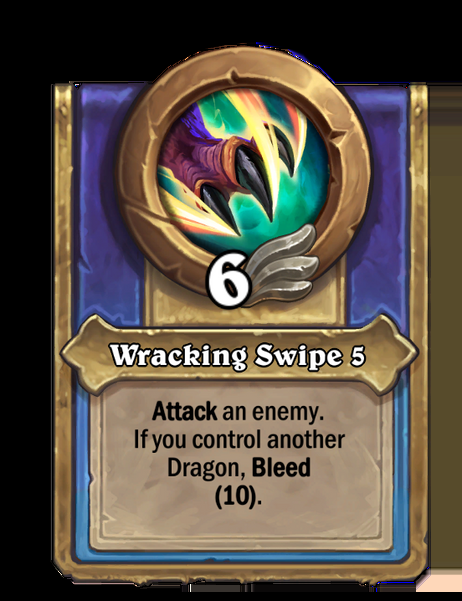 6
Wracking Swipe 5
Attack an enemy.
If you control another
Dragon, Bleed
(10).